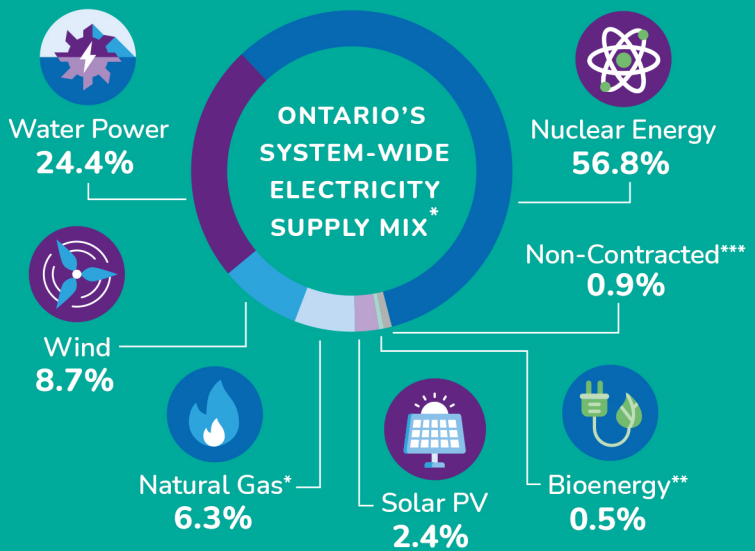 ONTARIO'S
SYSTEM-WIDE
ELECTRICITY
SUPPLY MIX*
Water Power
24.4%
Nuclear Energy
56.8%
Non-Contracted***
0.9%
Wind
8.7%
Natural Gas*
6.3%
Solar PV
2.4%
Bioenergy**
0.5%